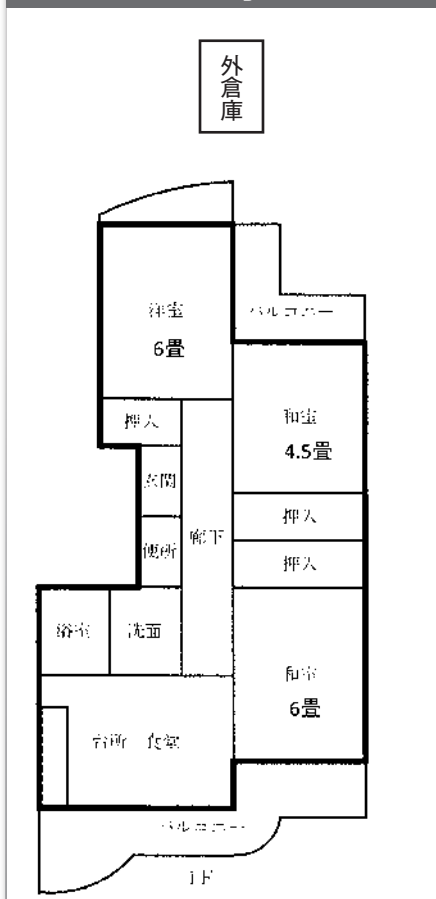 外倉庫
洋室
6畳
バルコニー
押入
和室
4.5畳
玄関
押入
廊下
便所
押入
浴室
洗面
和室
6畳
台所 食堂
バルコニー
1F